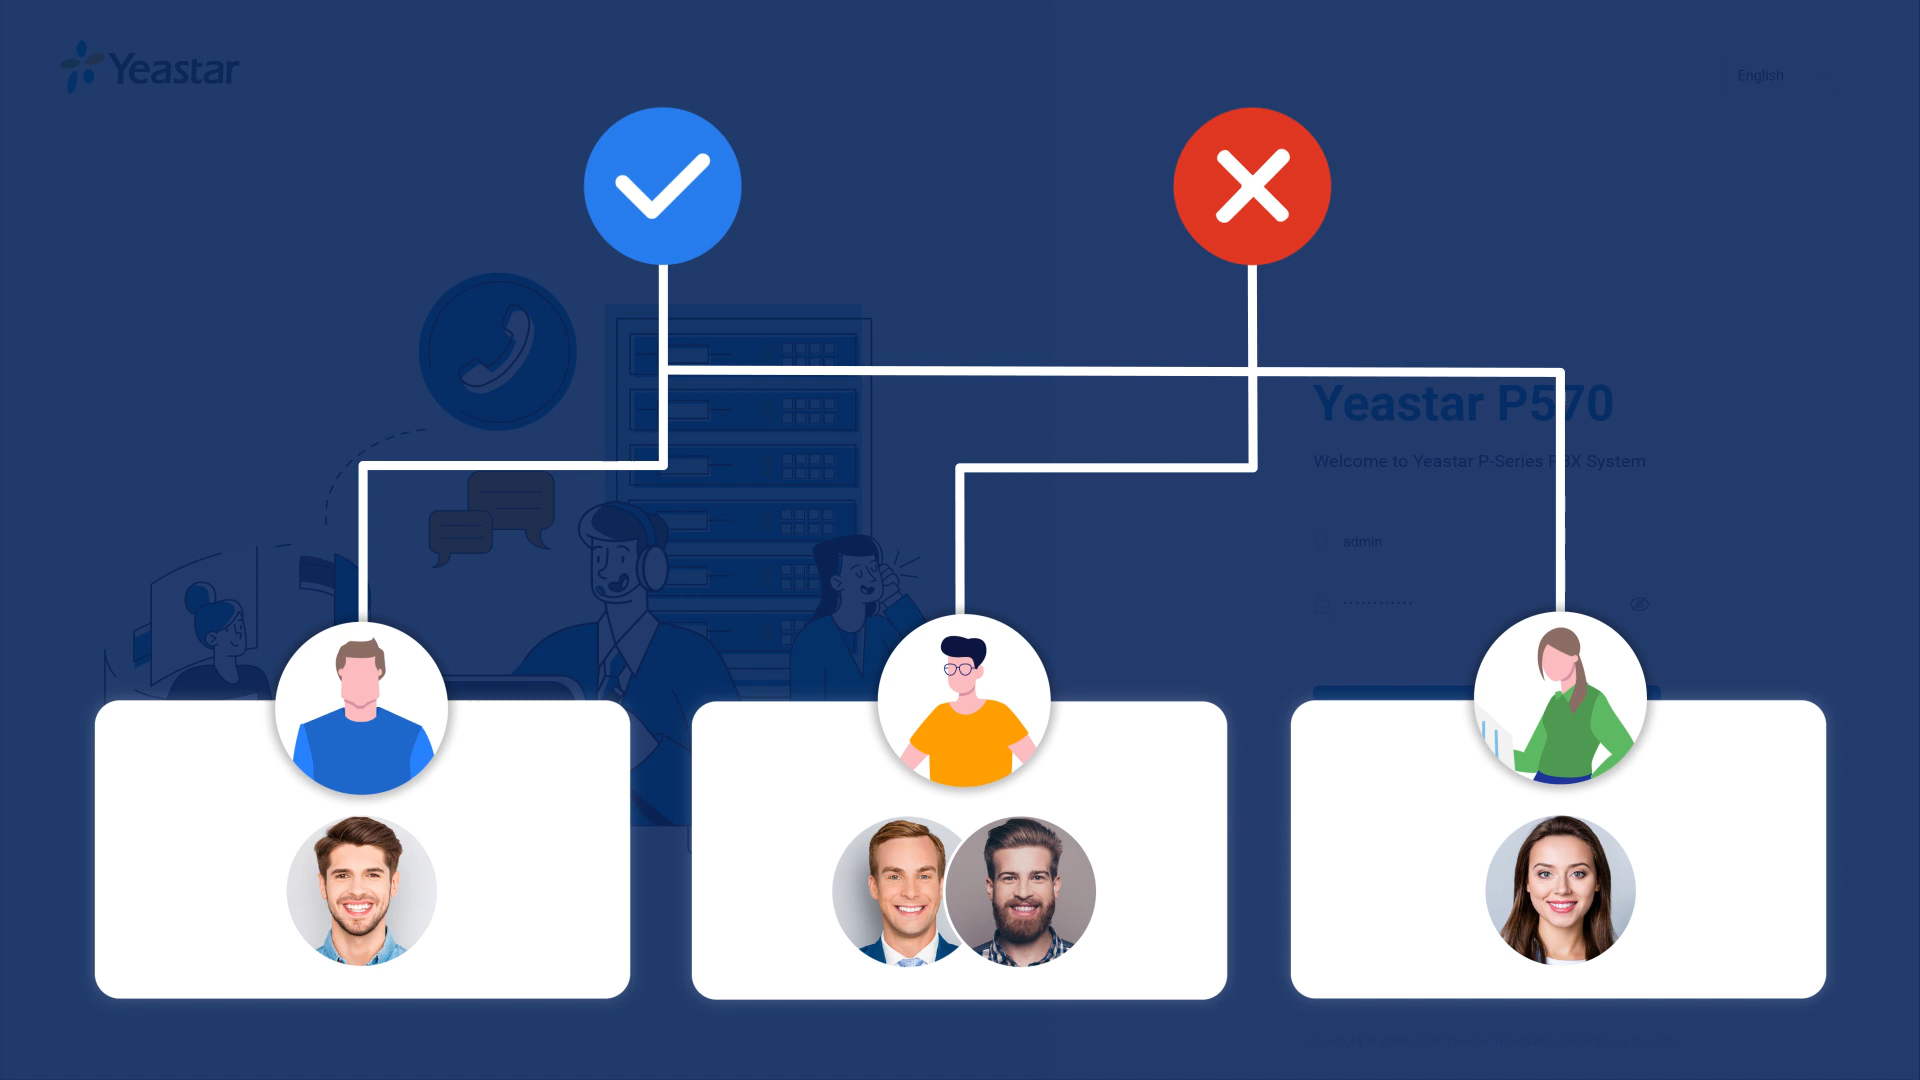 Yeastar
English
Yeastar P570
Welcome to Yeastar P-Series PBX System
admin